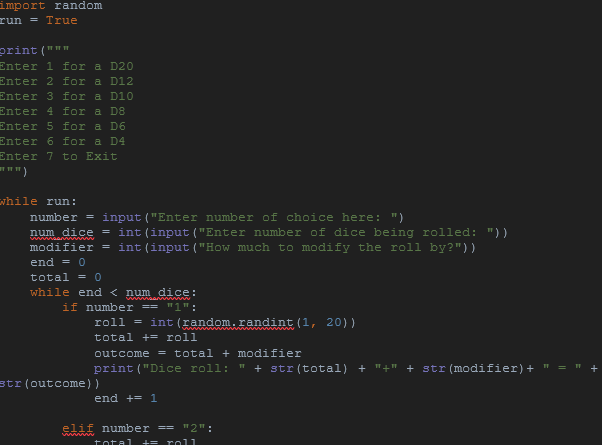 import random
run = True
print("""
Enter 1 for a D20
Enter 2 for a D12
Enter 3 for a D10
Enter 4 for a D8
Enter 5 for a D6
Enter 6 for a D4
Enter 7 to Exit
""")
while run:
number = input("Enter number of choice here: ")
num_dice = int(input("Enter number of dice being rolled: "))
modifier = int(input("How much to modify the roll by?"))
end = 0
total = 0
while end < num_dice:
if number == "1":
roll = int(random.randint(1, 20))
total += roll
outcome = total + modifier
print("Dice roll: " + str(total) + "+" + str(modifier)+ " = " +
str(outcome))
end += 1
elif number == "2":
total += roll